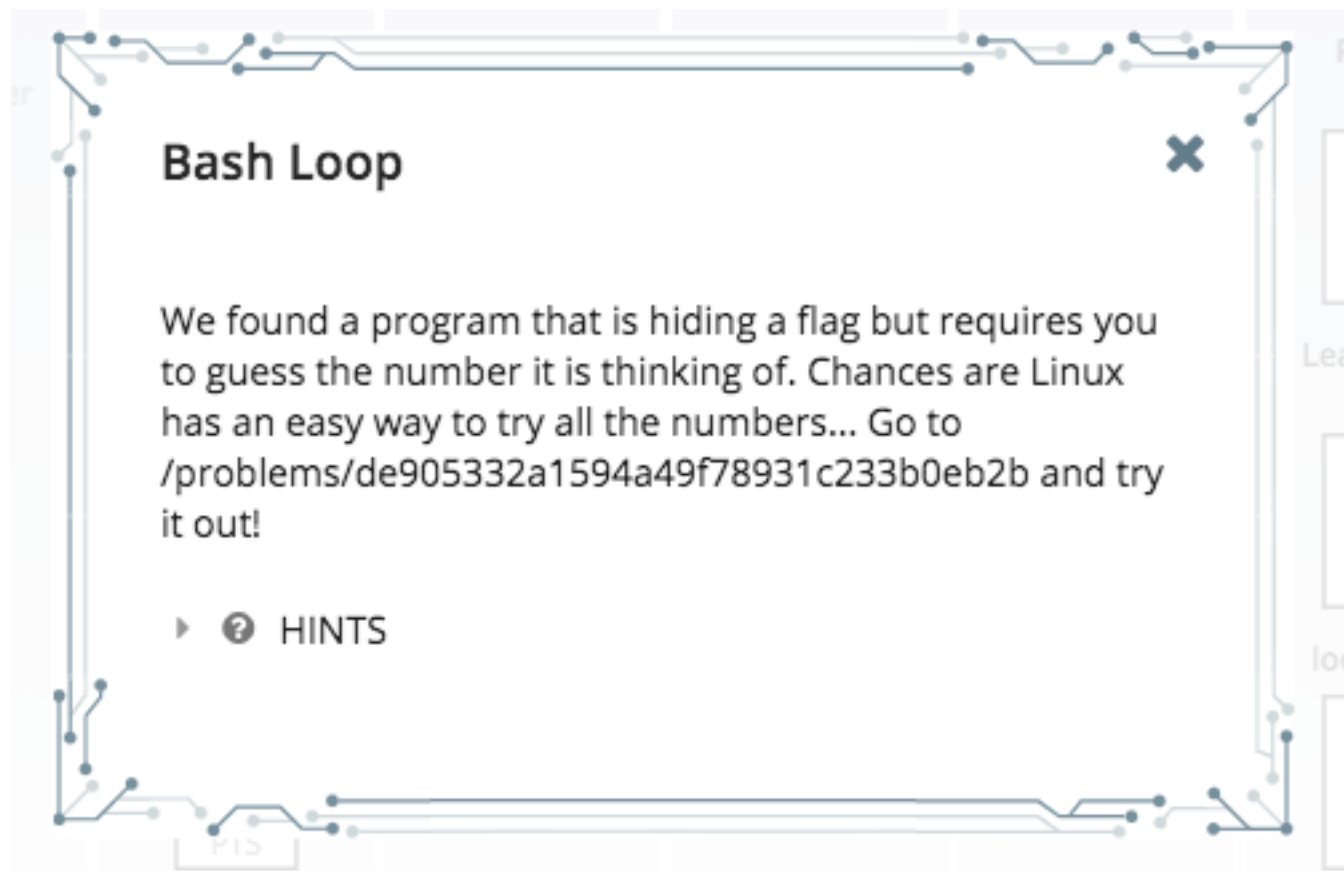 Bash Loop
We found a program that is hiding a flag but requires you
to guess the number it is thinking of. Chances are Linux
has an easy way to try all the numbers... Go to
/problems/de905332a1594a49f78931c233b0eb2b and try
it out!
HINTS
PTS